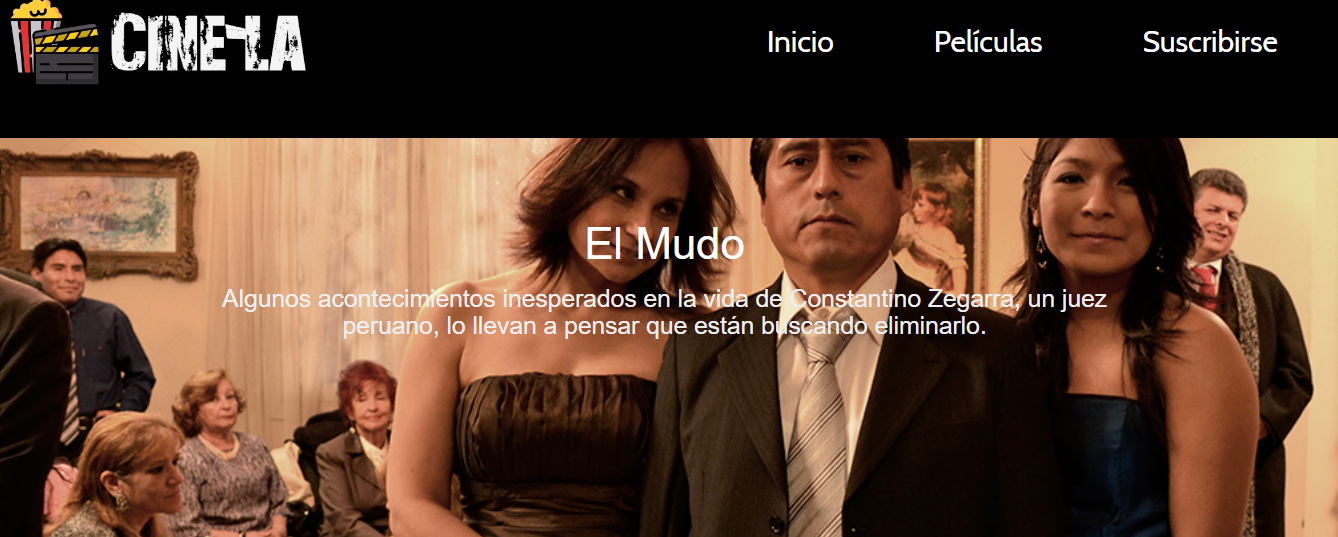 CINE-LA
Inicio
Películas
Suscribirse
El Mudo
Algunos acontecimientos inesperados en la vida de Constantino Zegarra, un juez
peruano, lo llevan a pensar que están buscando eliminarlo.